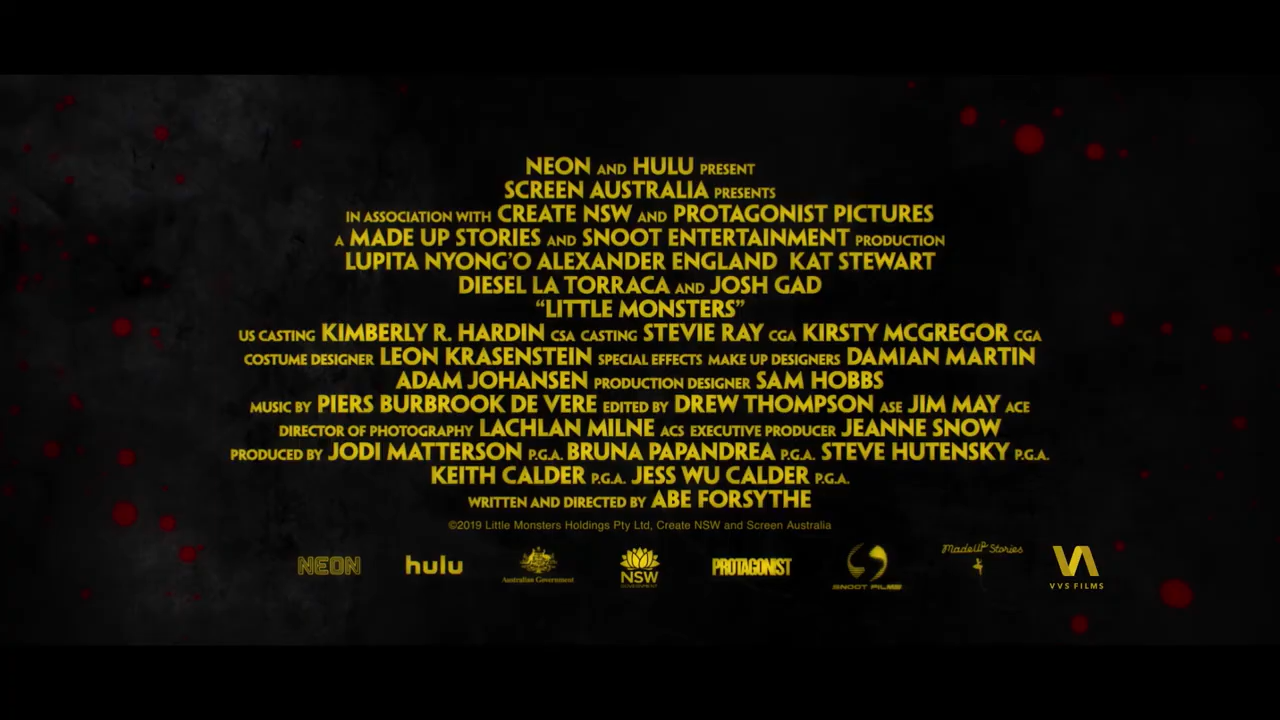 NEON AND HULU PRESENT
SCREEN AUSTRALIA PRESENTS
IN ASSOCIATION WITH CREATE NSW AND PROTAGONIST PICTURES
A MADE UP STORIES AND SNOOT ENTERTAINMENT PRODUCTION
LUPITA NYONG'O ALEXANDER ENGLAND KAT STEWART
DIESEL LA TORRACA AND JOSH GAD
"LITTLE MONSTERS"
US CASTING KIMBERLY R. HARDIN CSA CASTING STEVIE RAY CGA KIRSTY MCGREGOR CGA
COSTUME DESIGNER LEON KRASENSTEIN SPECIAL EFFECTS MAKE UP DESIGNERS DAMIAN MARTIN
ADAM JOHANSEN PRODUCTION DESIGNER SAM HOBBS
MUSIC BY PIERS BURBROOK DE VERE EDITED BY DREW THOMPSON ASE JIM MAY ACE
DIRECTOR OF PHOTOGRAPHY LACHLAN MILNE ACS EXECUTIVE PRODUCER JEANNE SNOW
PRODUCED BY JODI MATTERSON P.G.A. BRUNA PAPANDREA P.G.A. STEVE HUTENSKY P.G.A.
KEITH CALDER P.G.A. JESS WU CALDER P.G.A.
WRITTEN AND DIRECTED BY ABE FORSYTHE
©2019 Little Monsters Holdings Pty Ltd, Create NSW and Screen Australia
NEON hulu Australian Government NSW GOVERNMENT PROTAGONIST SNOOT FILMS Made Up Stories VVS FILMS